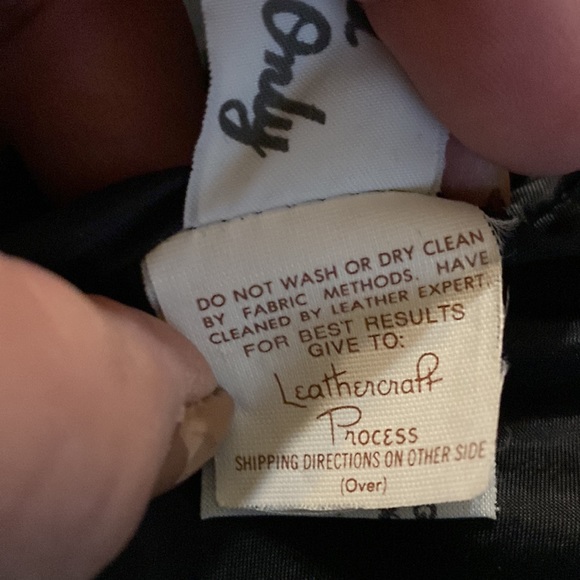 Only
DO NOT WASH OR DRY CLEAN
BY FABRIC METHODS. HAVE
CLEANED BY LEATHER EXPERT.
FOR BEST RESULTS
GIVE TO:
Leathercraft
Process
SHIPPING DIRECTIONS ON OTHER SIDE
(Over)